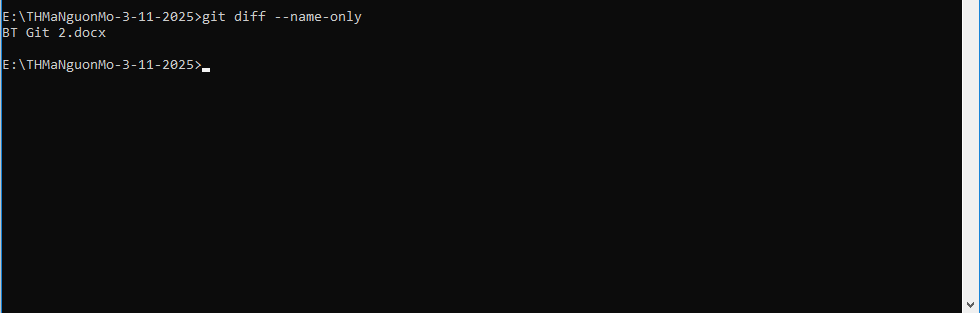 E:\THMaNguonMo-3-11-2025>git diff --name-only
BT Git 2.docx
E:\THMaNguonMo-3-11-2025>